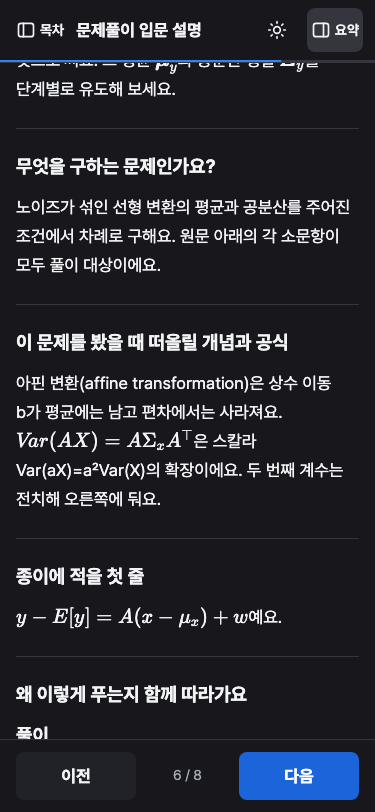 목차 문제풀이 입문 설명 요약
단계별로 유도해 보세요.
무엇을 구하는 문제인가요?
노이즈가 섞인 선형 변환의 평균과 공분산를 주어진
조건에서 차례로 구해요. 원문 아래의 각 소문항이
모두 풀이 대상이에요.
이 문제를 봤을 때 떠올릴 개념과 공식
아핀 변환(affine transformation)은 상수 이동
b가 평균에는 남고 편차에서는 사라져요.
Var(AX) = AΣₓA^⊤은 스칼라
Var(aX)=a²Var(X)의 확장이에요. 두 번째 계수는
전치해 오른쪽에 둬요.
종이에 적을 첫 줄
y − E[y] = A(x − μₓ) + w예요.
왜 이렇게 푸는지 함께 따라가요
풀이
이전 6 / 8 다음